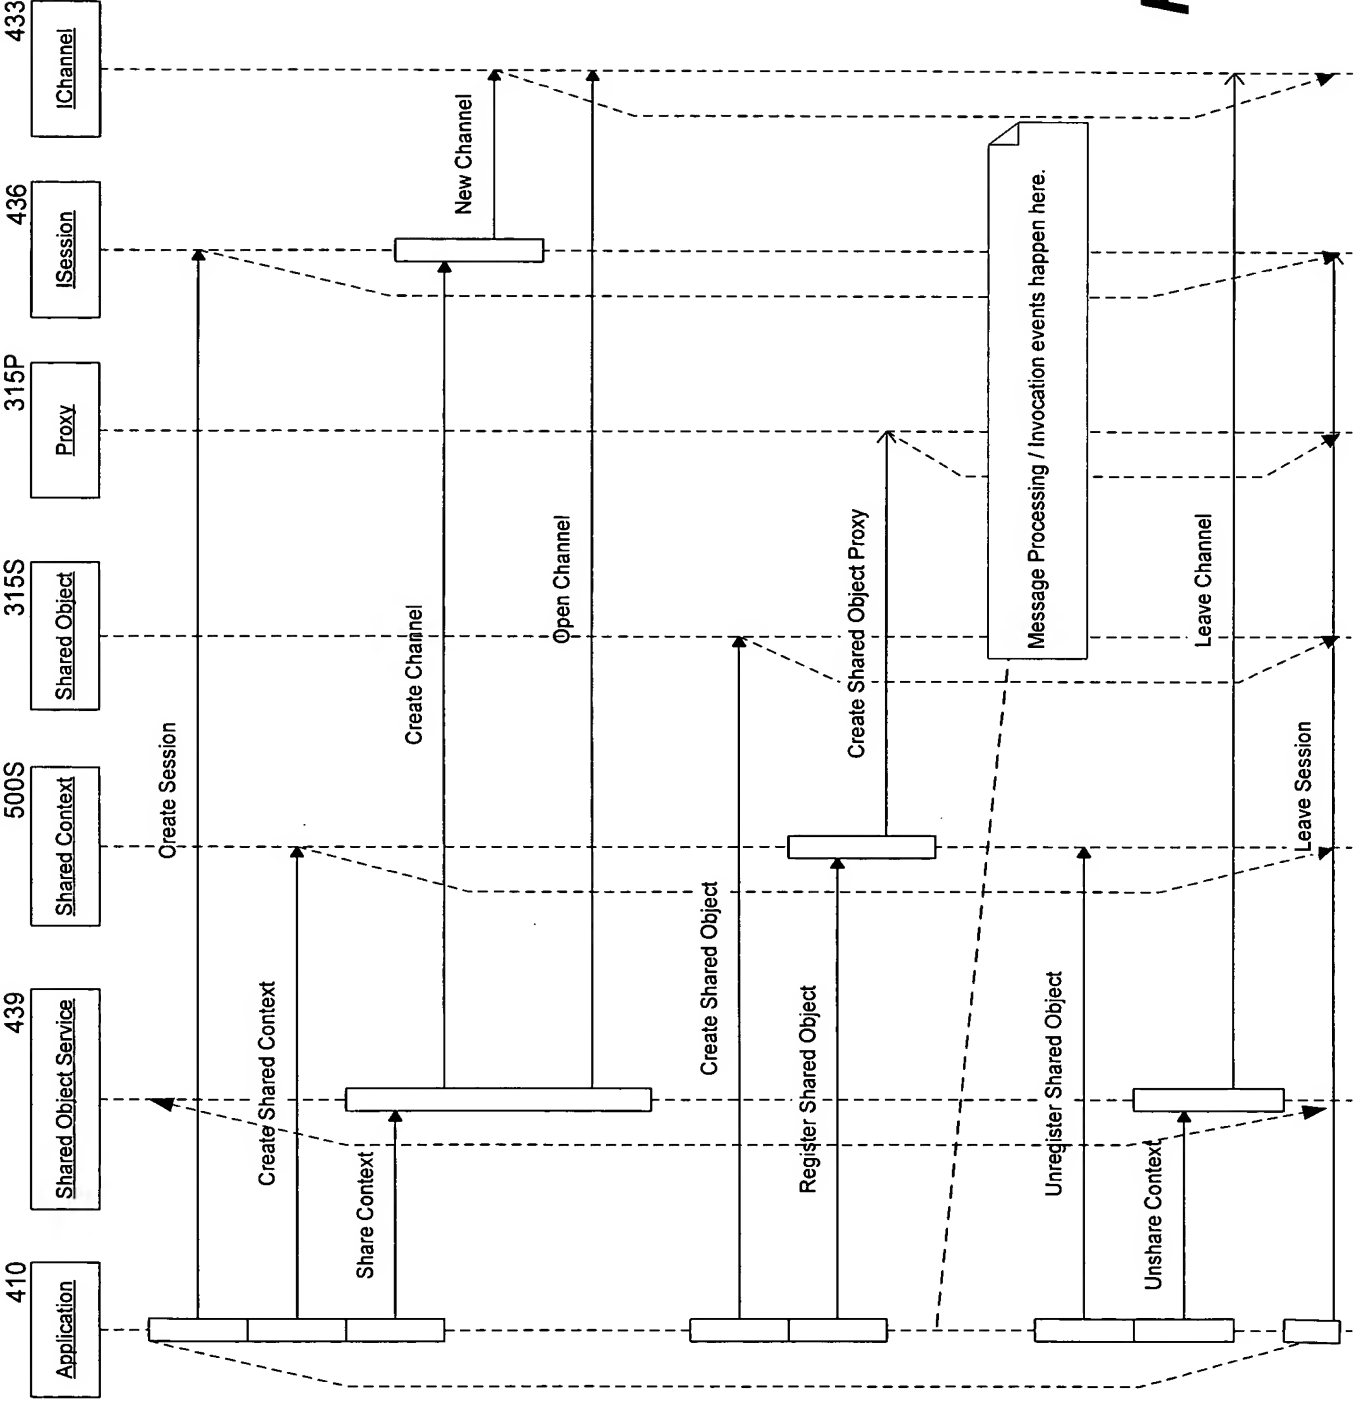 410
Application
439
Shared Object Service
500S
Shared Context
315S
Shared Object
315P
Proxy
436
ISession
433
IChannel
Create Session
Create Shared Context
Share Context
Create Channel
New Channel
Open Channel
Create Shared Object
Register Shared Object
Create Shared Object Proxy
Message Processing / Invocation events happen here.
Unregister Shared Object
Unshare Context
Leave Channel
Leave Session